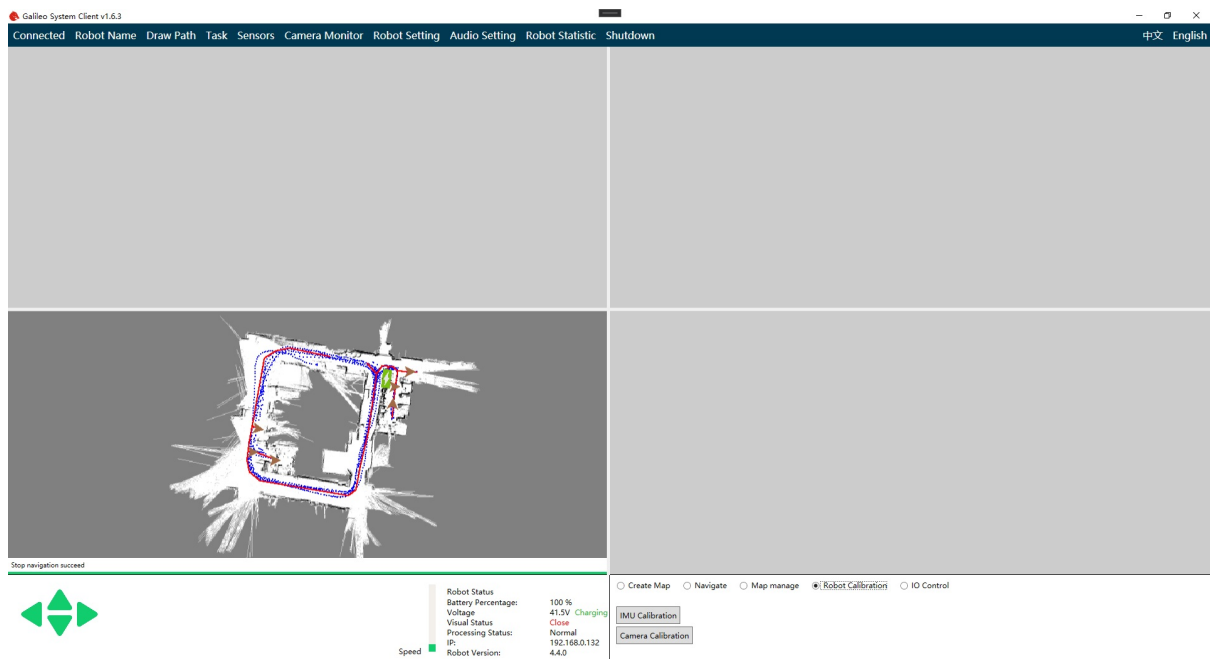 Galileo System Client v1.6.3
Connected Robot Name Draw Path Task Sensors Camera Monitor Robot Setting Audio Setting Robot Statistic Shutdown 中文 English
Stop navigation succeed
Create Map Navigate Map manage Robot Calibration IO Control
IMU Calibration
Camera Calibration
Speed
Robot Status
Battery Percentage: 100 %
Voltage 41.5V Charging
Visual Status Close
Processing Status: Normal
IP: 192.168.0.132
Robot Version: 4.4.0